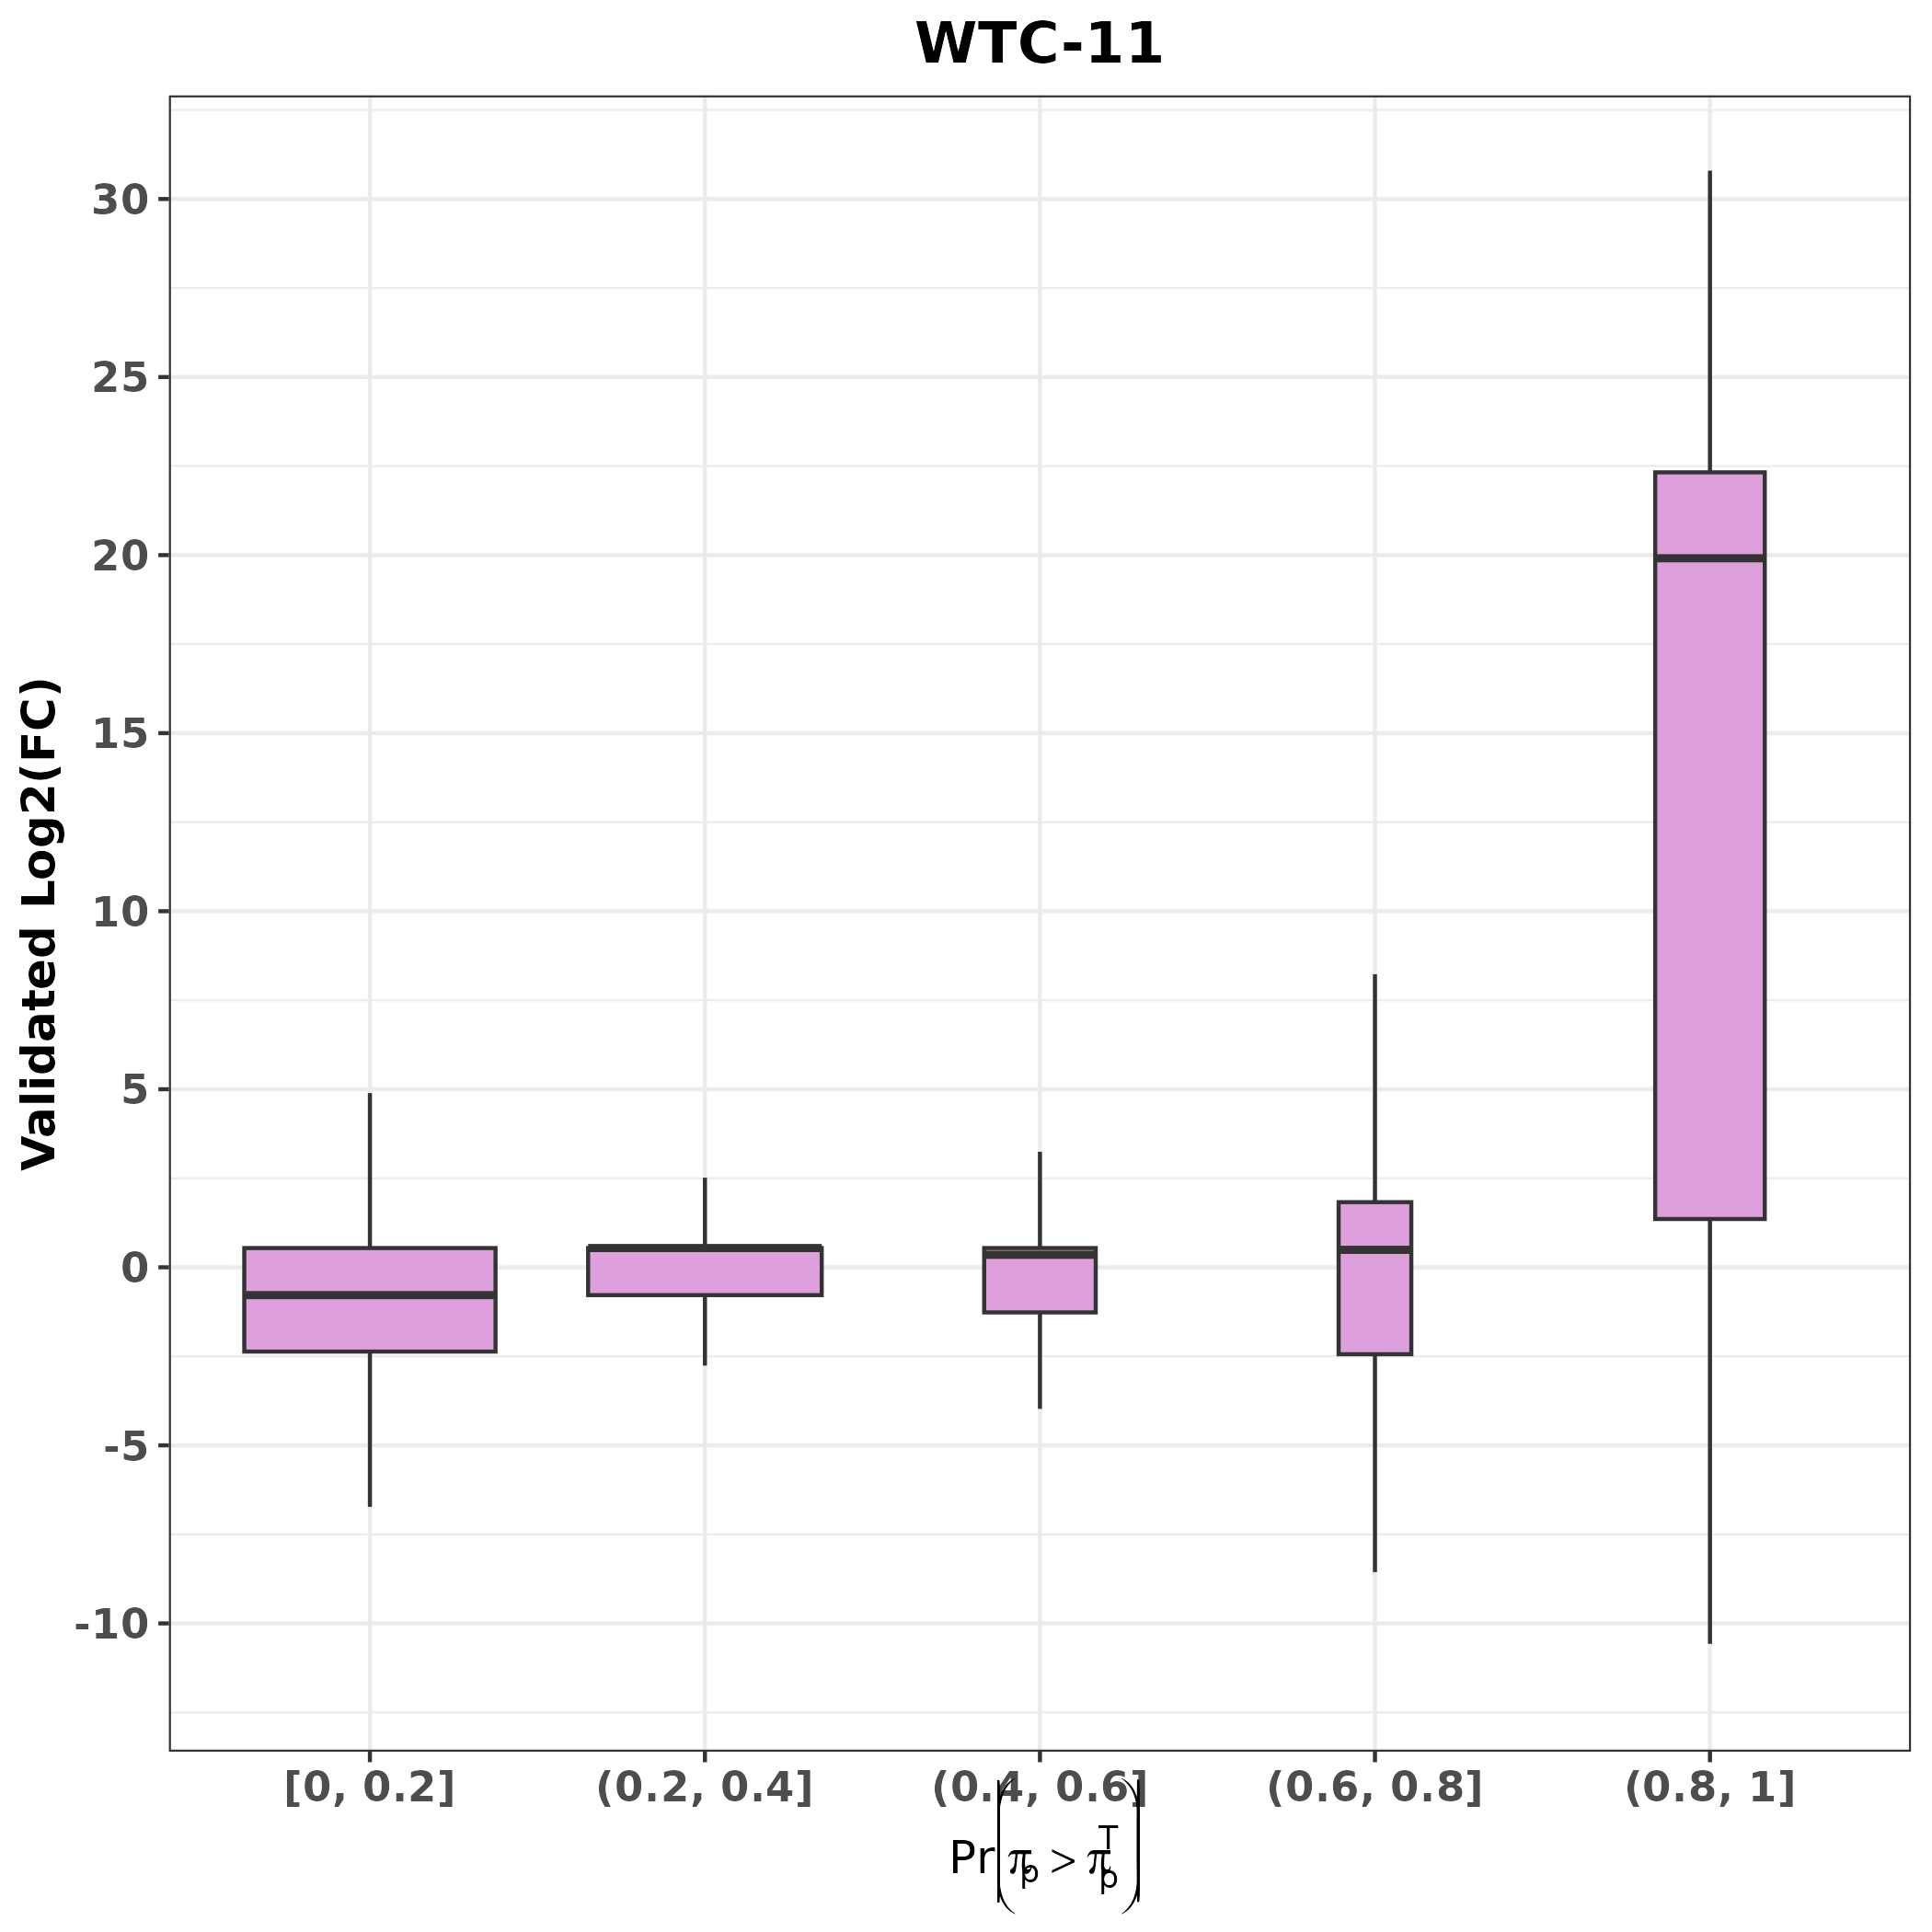 WTC-11
Validated Log2(FC)
30
25
20
15
10
5
0
-5
-10
[0, 0.2] (0.2, 0.4] (0.4, 0.6] (0.6, 0.8] (0.8, 1]
Pr(πp > πpT)